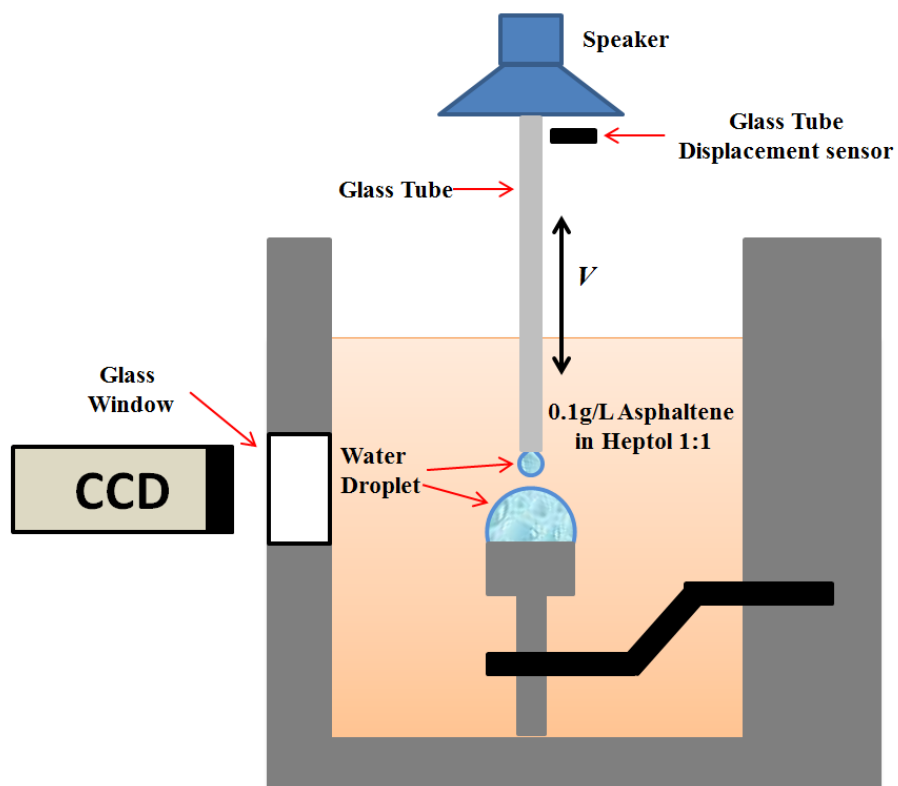 Speaker
Glass Tube
Displacement sensor
Glass Tube
V
Glass
Window
0.1g/L Asphaltene
in Heptol 1:1
Water
Droplet
CCD